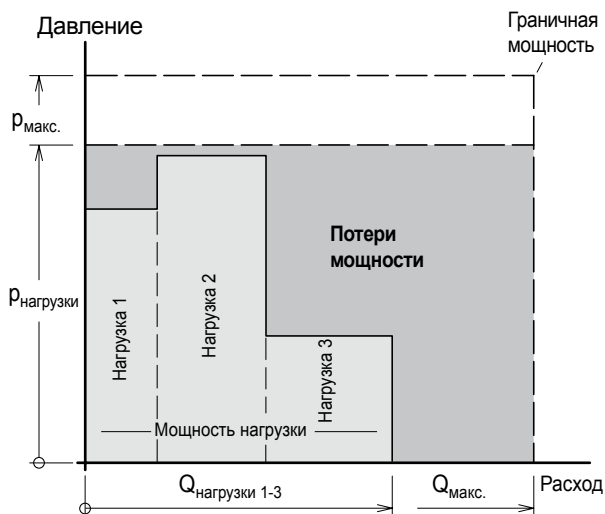 Давление
Граничная
мощность
pмакс.
pнагрузки
Потери
мощности
Нагрузка 1
Нагрузка 2
Нагрузка 3
Мощность нагрузки
Qнагрузки 1-3
Qмакс.
Расход